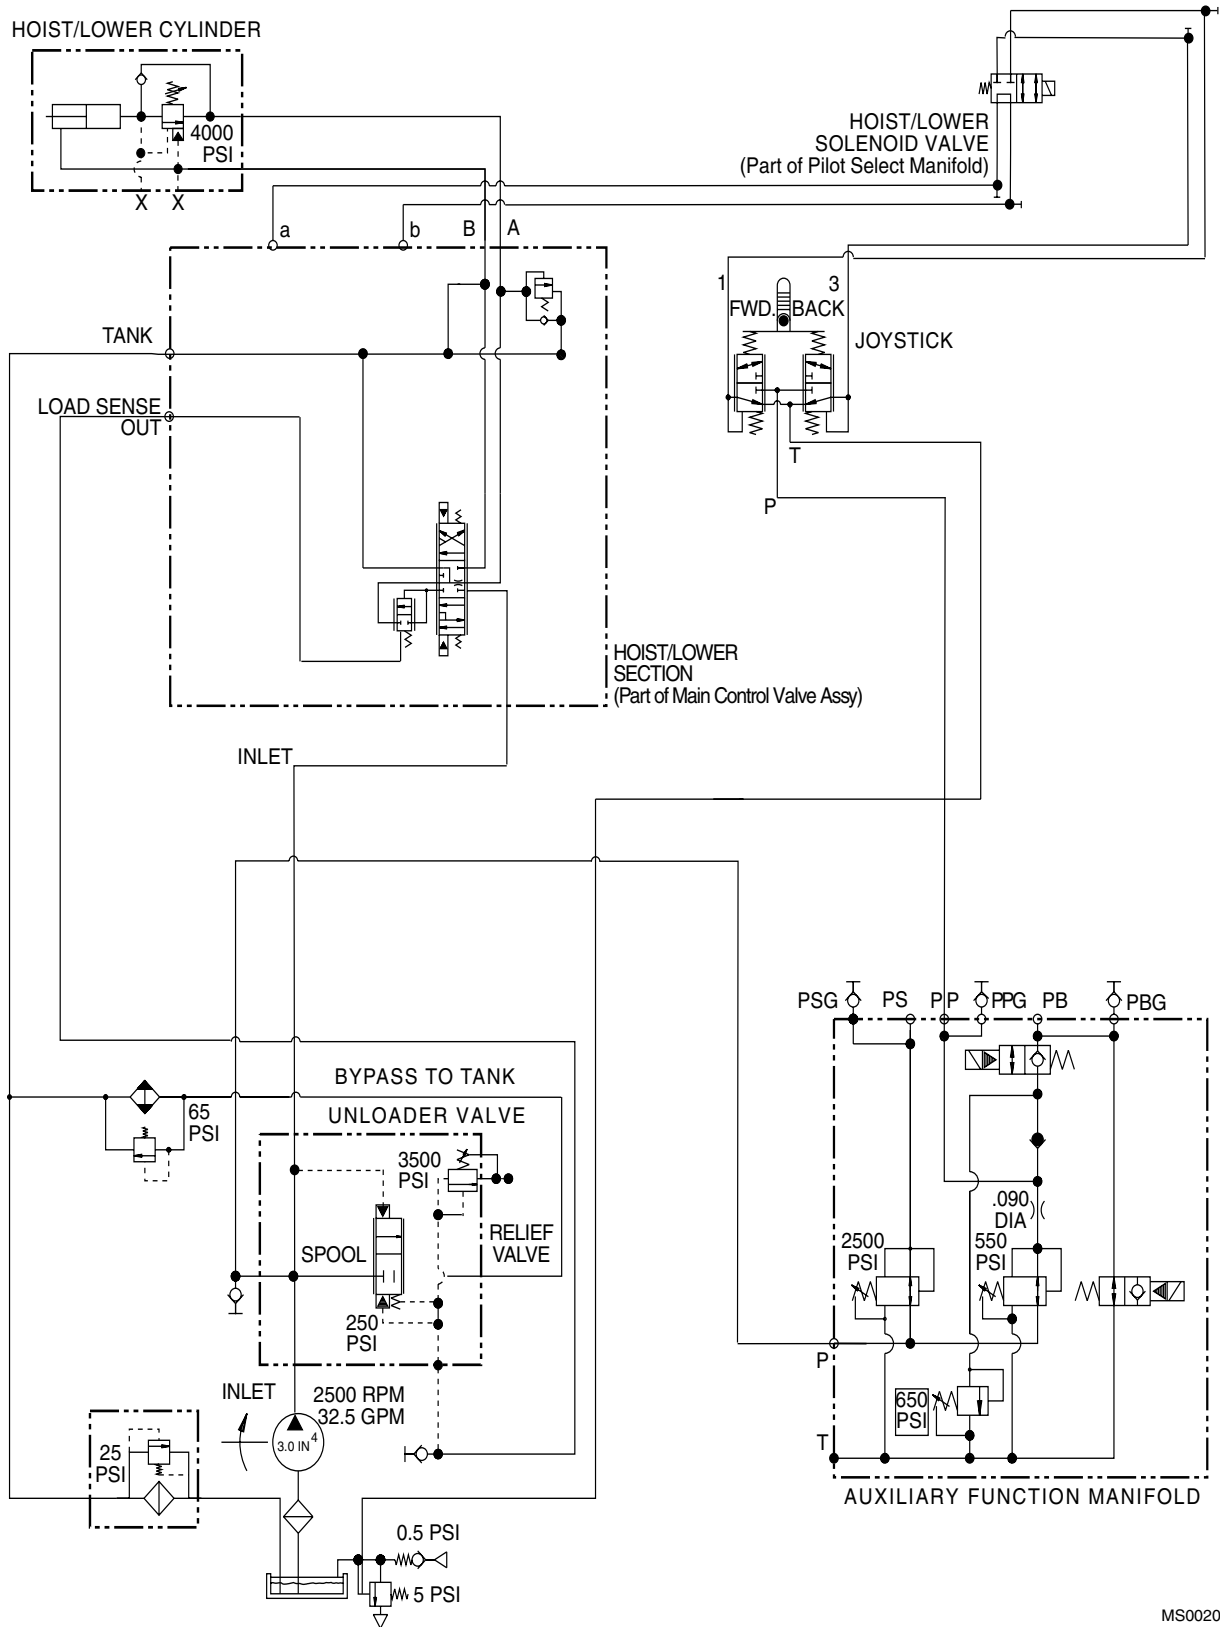 HOIST/LOWER CYLINDER
4000
PSI
X X
HOIST/LOWER
SOLENOID VALVE
(Part of Pilot Select Manifold)
a
b
B
A
1
3
FWD.
BACK
JOYSTICK
T
P
TANK
LOAD SENSE
OUT
HOIST/LOWER
SECTION
(Part of Main Control Valve Assy)
INLET
BYPASS TO TANK
65
PSI
UNLOADER VALVE
3500
PSI
RELIEF
VALVE
SPOOL
250
PSI
INLET
2500 RPM
32.5 GPM
3.0 IN 4
25
PSI
0.5 PSI
5 PSI
PSG
PS
PP
PPG
PB
PBG
.090
DIA
2500
PSI
550
PSI
P
650
PSI
T
AUXILIARY FUNCTION MANIFOLD
MS0020